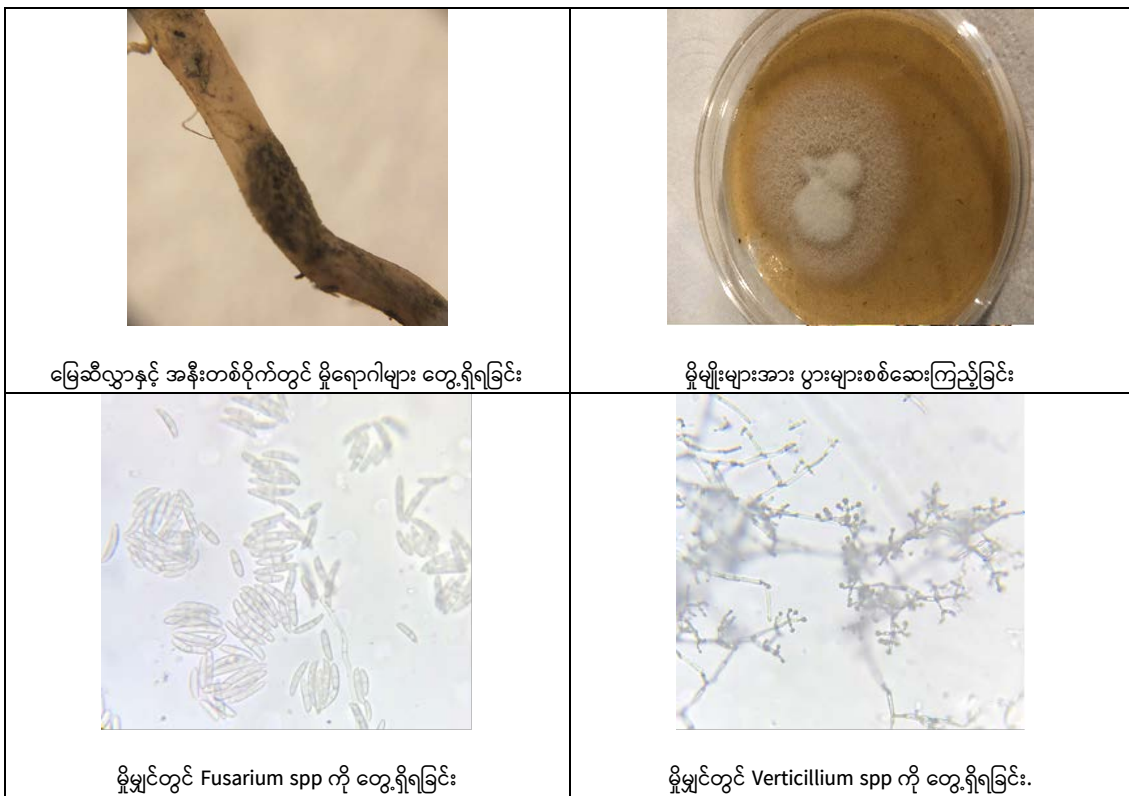 မြေဆီလွှာနှင့် အနီးတစ်ဝိုက်တွင် မှိုရောဂါများ တွေ့ရှိရခြင်း
မှိုမျိုးများအား ပွားများစစ်ဆေးကြည့်ခြင်း
မှိုမျှင်တွင် Fusarium spp ကို တွေ့ရှိရခြင်း
မှိုမျှင်တွင် Verticillium spp ကို တွေ့ရှိရခြင်း.